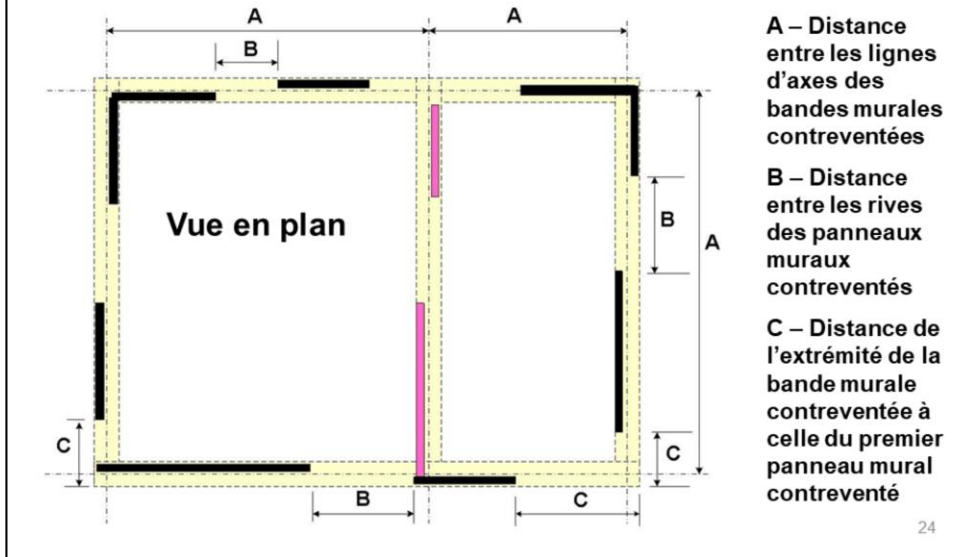 A
A
B
Vue en plan
B
A
C
C
B
C
A – Distance
entre les lignes
d’axes des
bandes murales
contreventées
B – Distance
entre les rives
des panneaux
muraux
contreventés
C – Distance de
l’extrémité de la
bande murale
contreventée à
celle du premier
panneau mural
contreventé
24